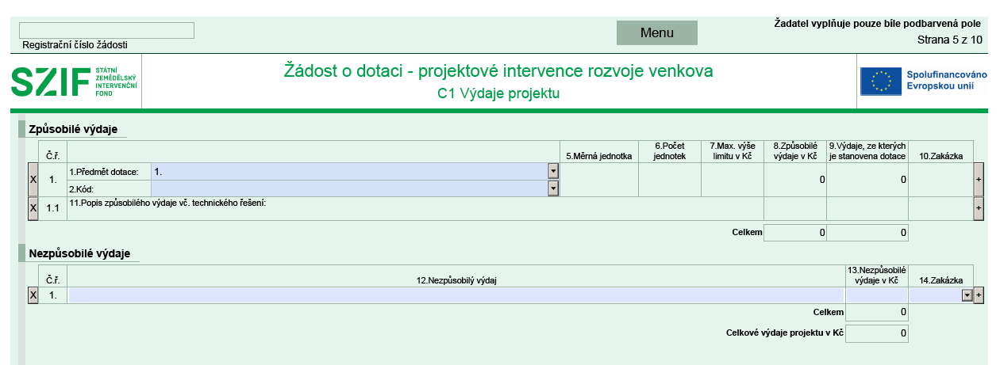 Žadatel vyplňuje pouze bíle podbarvená pole
Registrační číslo žádosti
Menu
Strana 5 z 10
SZIF STÁTNÍ ZEMĚDĚLSKÝ INTERVENČNÍ FOND
Žádost o dotaci - projektové intervence rozvoje venkova
C1 Výdaje projektu
Spolufinancováno
Evropskou unií
Způsobilé výdaje
Č.ř. 5.Měrná jednotka 6.Počet jednotek 7.Max. výše limitu v Kč 8.Způsobilé výdaje v Kč 9.Výdaje, ze kterých je stanovena dotace 10.Zakázka
X 1. 1.Předmět dotace: 1. 0 0 +
2.Kód:
X 1.1 11.Popis způsobilého výdaje vč. technického řešení: +
Celkem 0 0
Nezpůsobilé výdaje
Č.ř. 12.Nezpůsobilý výdaj 13.Nezpůsobilé výdaje v Kč 14.Zakázka
X 1. +
Celkem 0
Celkové výdaje projektu v Kč 0